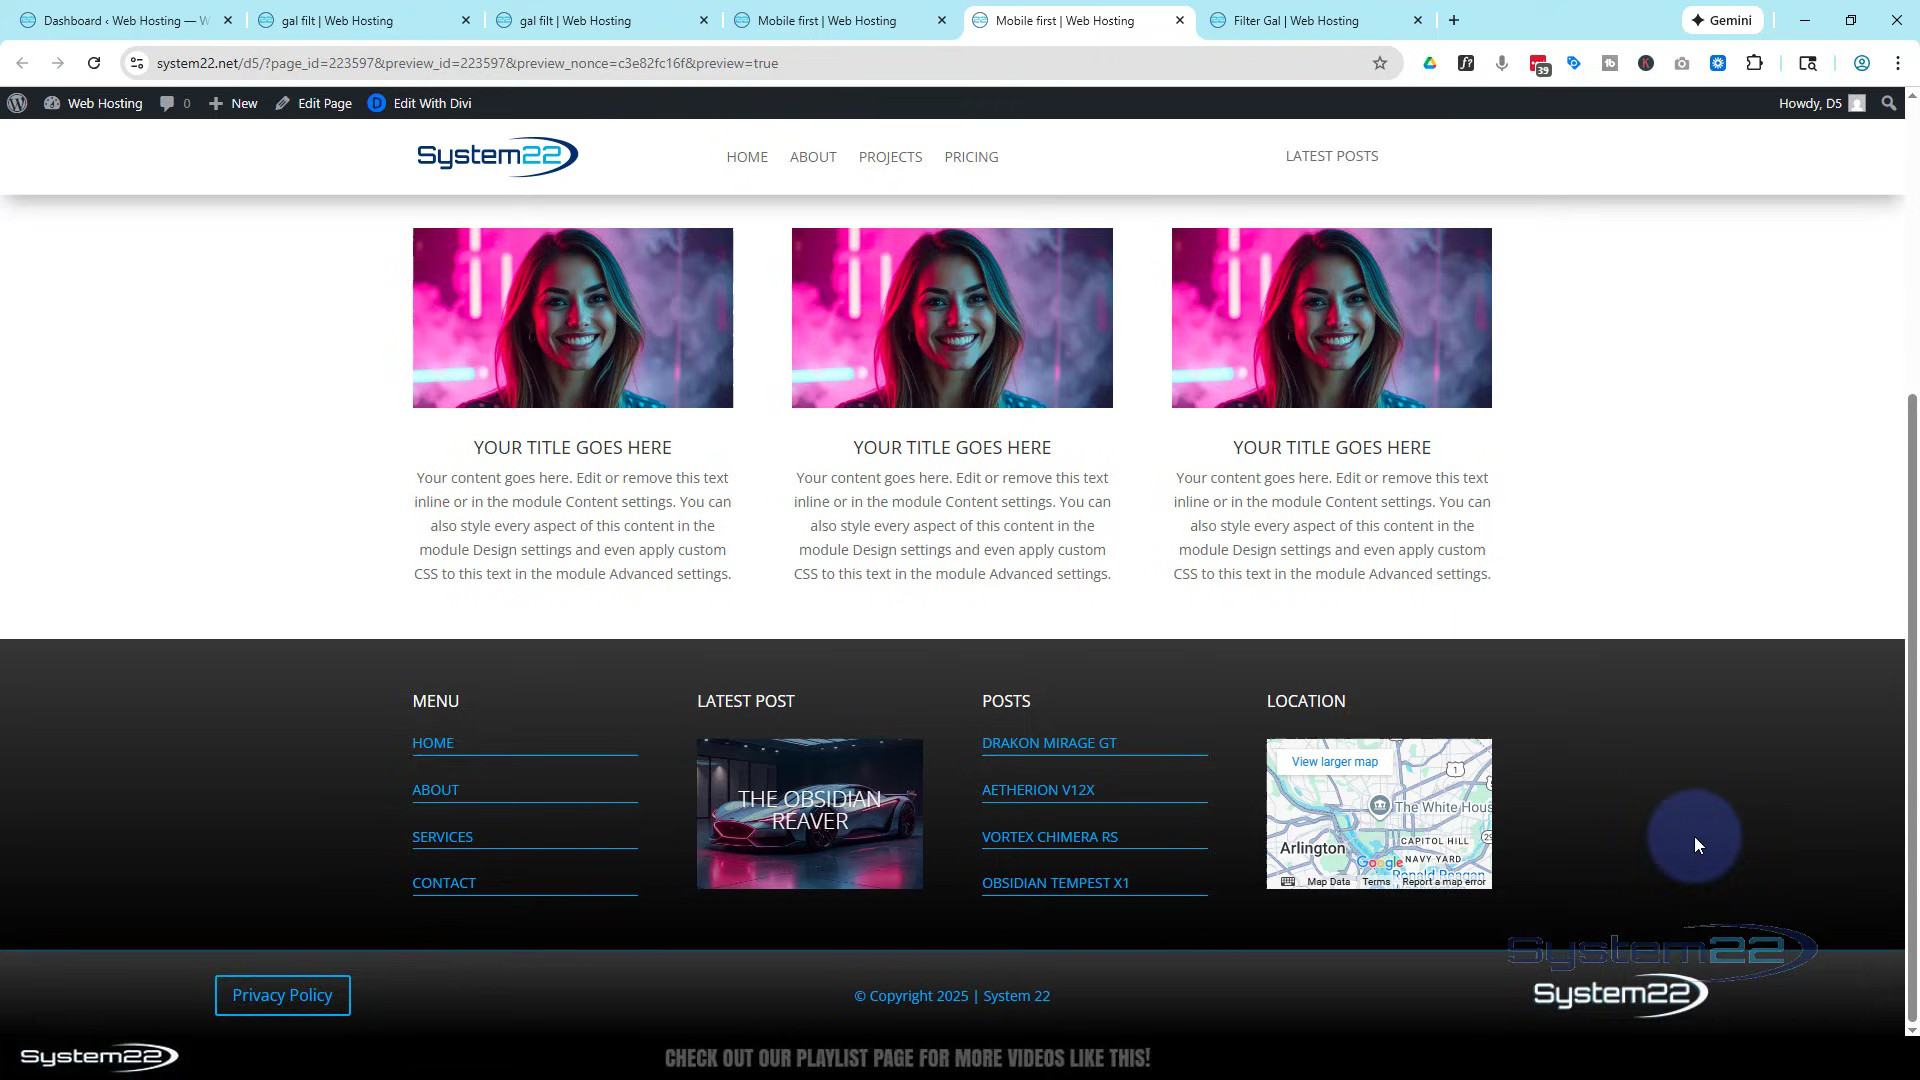 Dashboard ‹ Web Hosting — W
gal filt | Web Hosting
gal filt | Web Hosting
Mobile first | Web Hosting
Mobile first | Web Hosting
Filter Gal | Web Hosting
Gemini
system22.net/d5/?page_id=223597&preview_id=223597&preview_nonce=c3e82fc16f&preview=true
39
Web Hosting
0
New
Edit Page
D
Edit With Divi
Howdy, D5
System22
HOME
ABOUT
PROJECTS
PRICING
LATEST POSTS
YOUR TITLE GOES HERE
Your content goes here. Edit or remove this text
inline or in the module Content settings. You can
also style every aspect of this content in the
module Design settings and even apply custom
CSS to this text in the module Advanced settings.
YOUR TITLE GOES HERE
Your content goes here. Edit or remove this text
inline or in the module Content settings. You can
also style every aspect of this content in the
module Design settings and even apply custom
CSS to this text in the module Advanced settings.
YOUR TITLE GOES HERE
Your content goes here. Edit or remove this text
inline or in the module Content settings. You can
also style every aspect of this content in the
module Design settings and even apply custom
CSS to this text in the module Advanced settings.
MENU
HOME
ABOUT
SERVICES
CONTACT
LATEST POST
THE OBSIDIAN
REAVER
POSTS
DRAKON MIRAGE GT
AETHERION V12X
VORTEX CHIMERA RS
OBSIDIAN TEMPEST X1
LOCATION
View larger map
1
The White Hous
29
CAPITOL HILL
Arlington
NAVY YARD
Google
Ronald Reagan
Map Data
Terms
Report a map error
Privacy Policy
© Copyright 2025 | System 22
System22
System22
System22
CHECK OUT OUR PLAYLIST PAGE FOR MORE VIDEOS LIKE THIS!